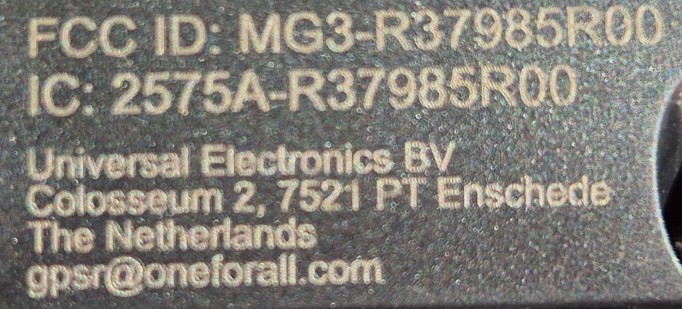 FCC ID: MG3-R37985R00
IC: 2575A-R37985R00
Universal Electronics BV
Colosseum 2, 7521 PT Enschede
The Netherlands
gpsr@oneforall.com